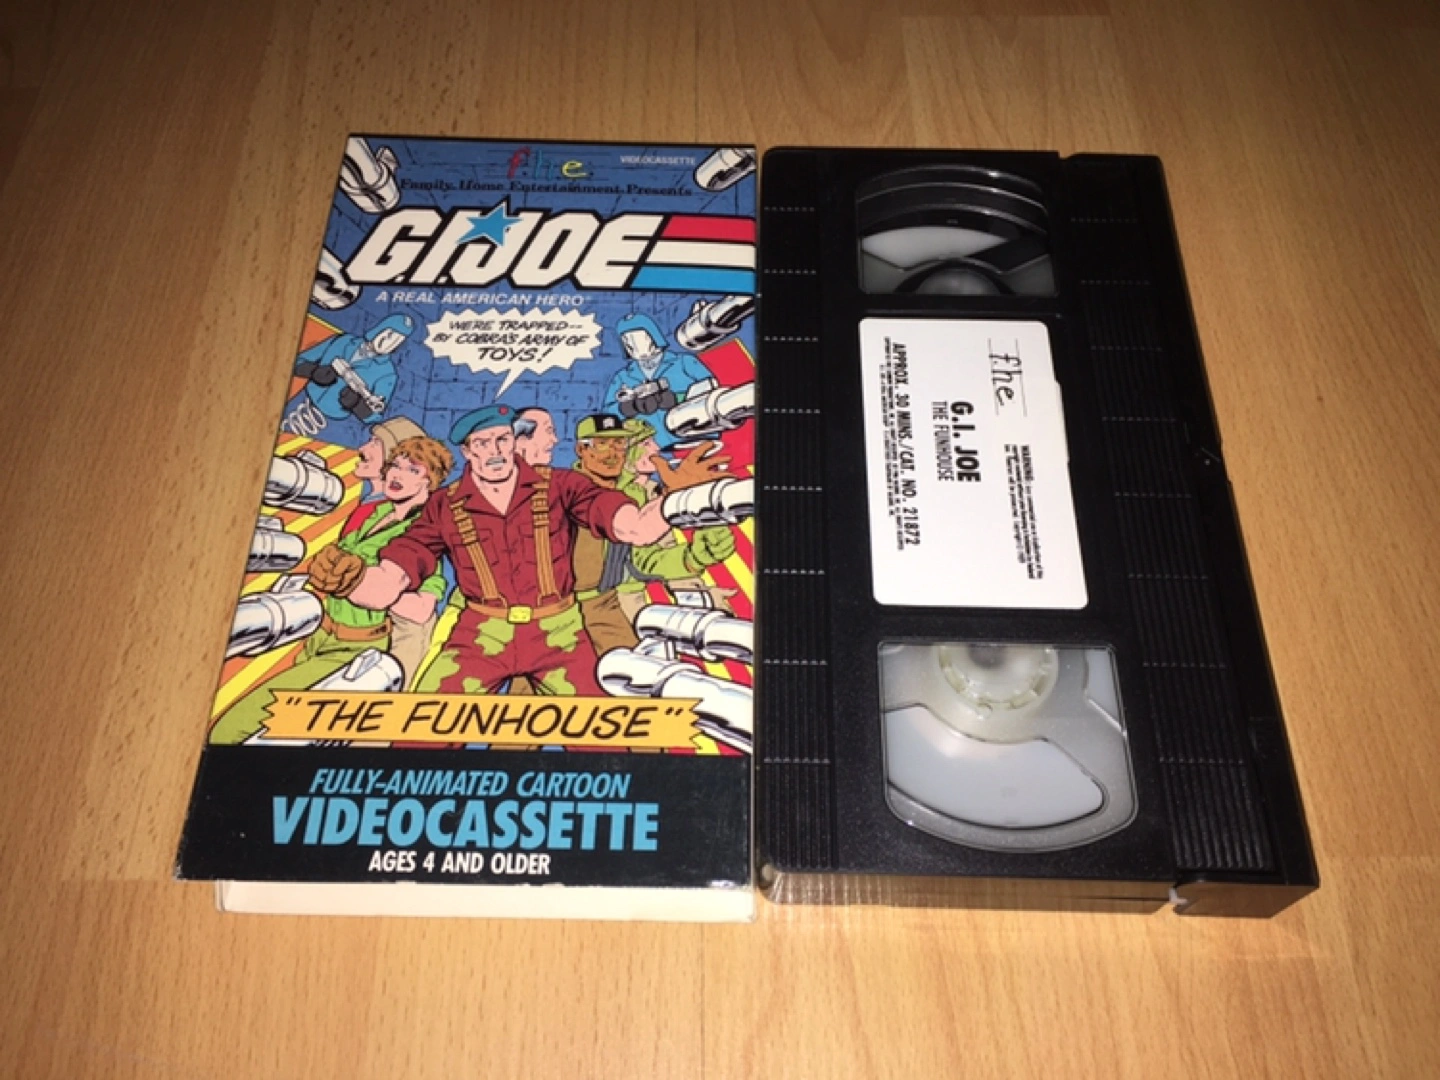 f.h.e.
VIDEOCASSETTE
Family Home Entertainment Presents
G.I. JOE
A REAL AMERICAN HERO
WE'RE TRAPPED--
BY COBRA'S ARMY OF
TOYS!
"THE FUNHOUSE"
FULLY-ANIMATED CARTOON
VIDEOCASSETTE
AGES 4 AND OLDER
f.h.e.
WARNING:
G.I. JOE
THE FUNHOUSE
APPROX. 30 MINS./CAT. NO. 21872